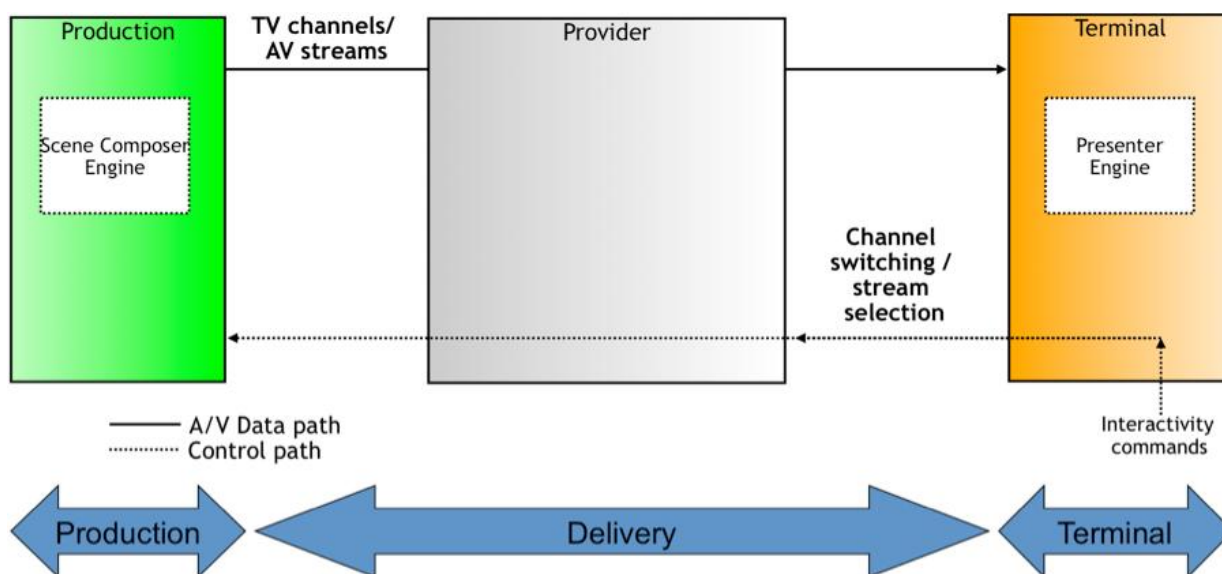 Production
TV channels/
AV streams
Provider
Terminal
Scene Composer
Engine
Presenter
Engine
Channel
switching /
stream
selection
A/V Data path
Control path
Interactivity
commands
Production
Delivery
Terminal